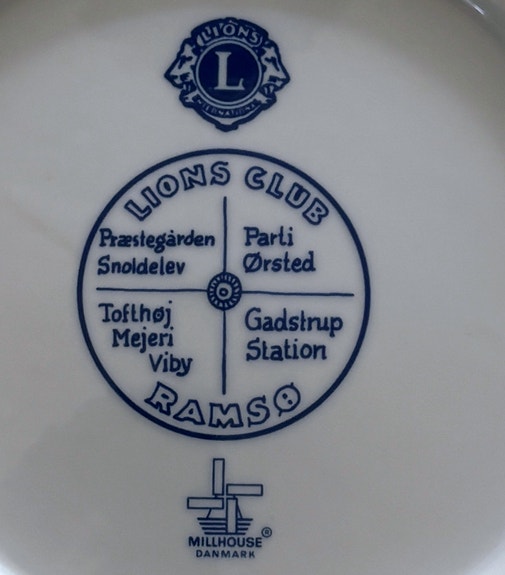 LIONS
L
INTERNATIONAL
LIONS CLUB
Præstegården
Snoldelev
Parti
Ørsted
Tofthøj
Mejeri
Viby
Gadstrup
Station
RAMSØ
MILLHOUSE®
DANMARK